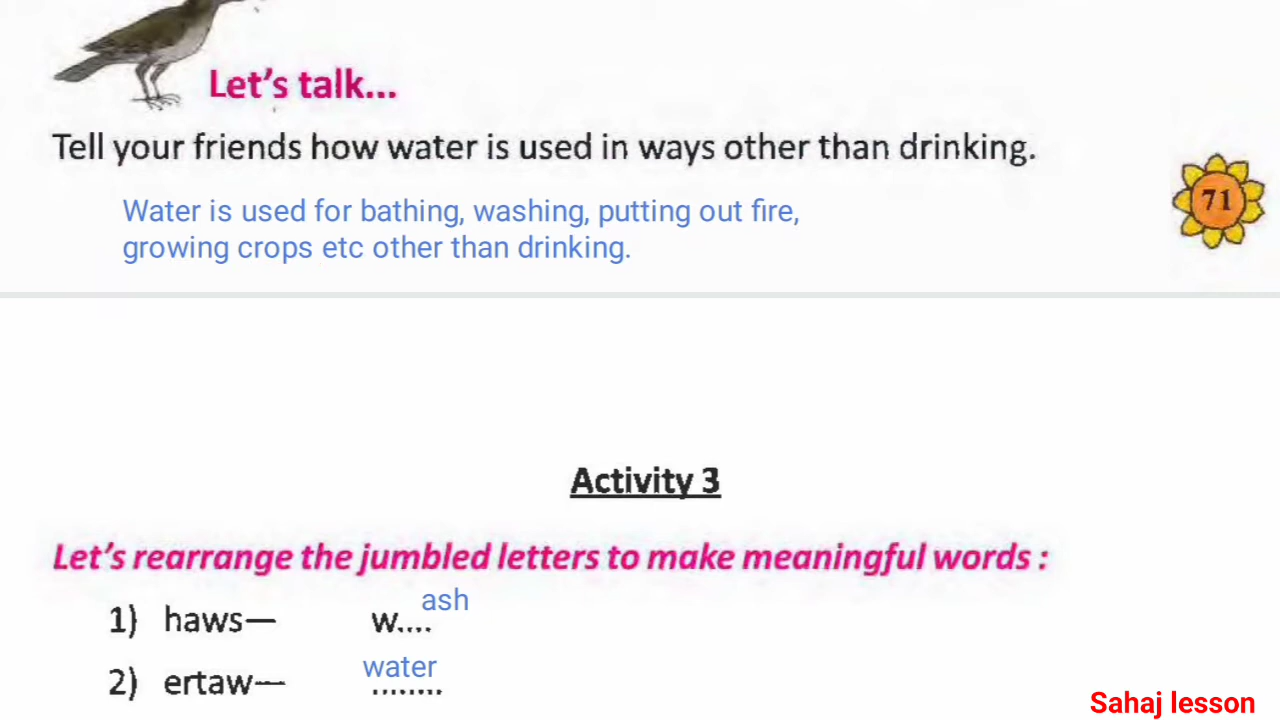 Let's talk...
Tell your friends how water is used in ways other than drinking.
71
Water is used for bathing, washing, putting out fire,
growing crops etc other than drinking.
Activity 3
Let's rearrange the jumbled letters to make meaningful words :
1) haws— w.... ash
2) ertaw— ........ water
Sahaj lesson